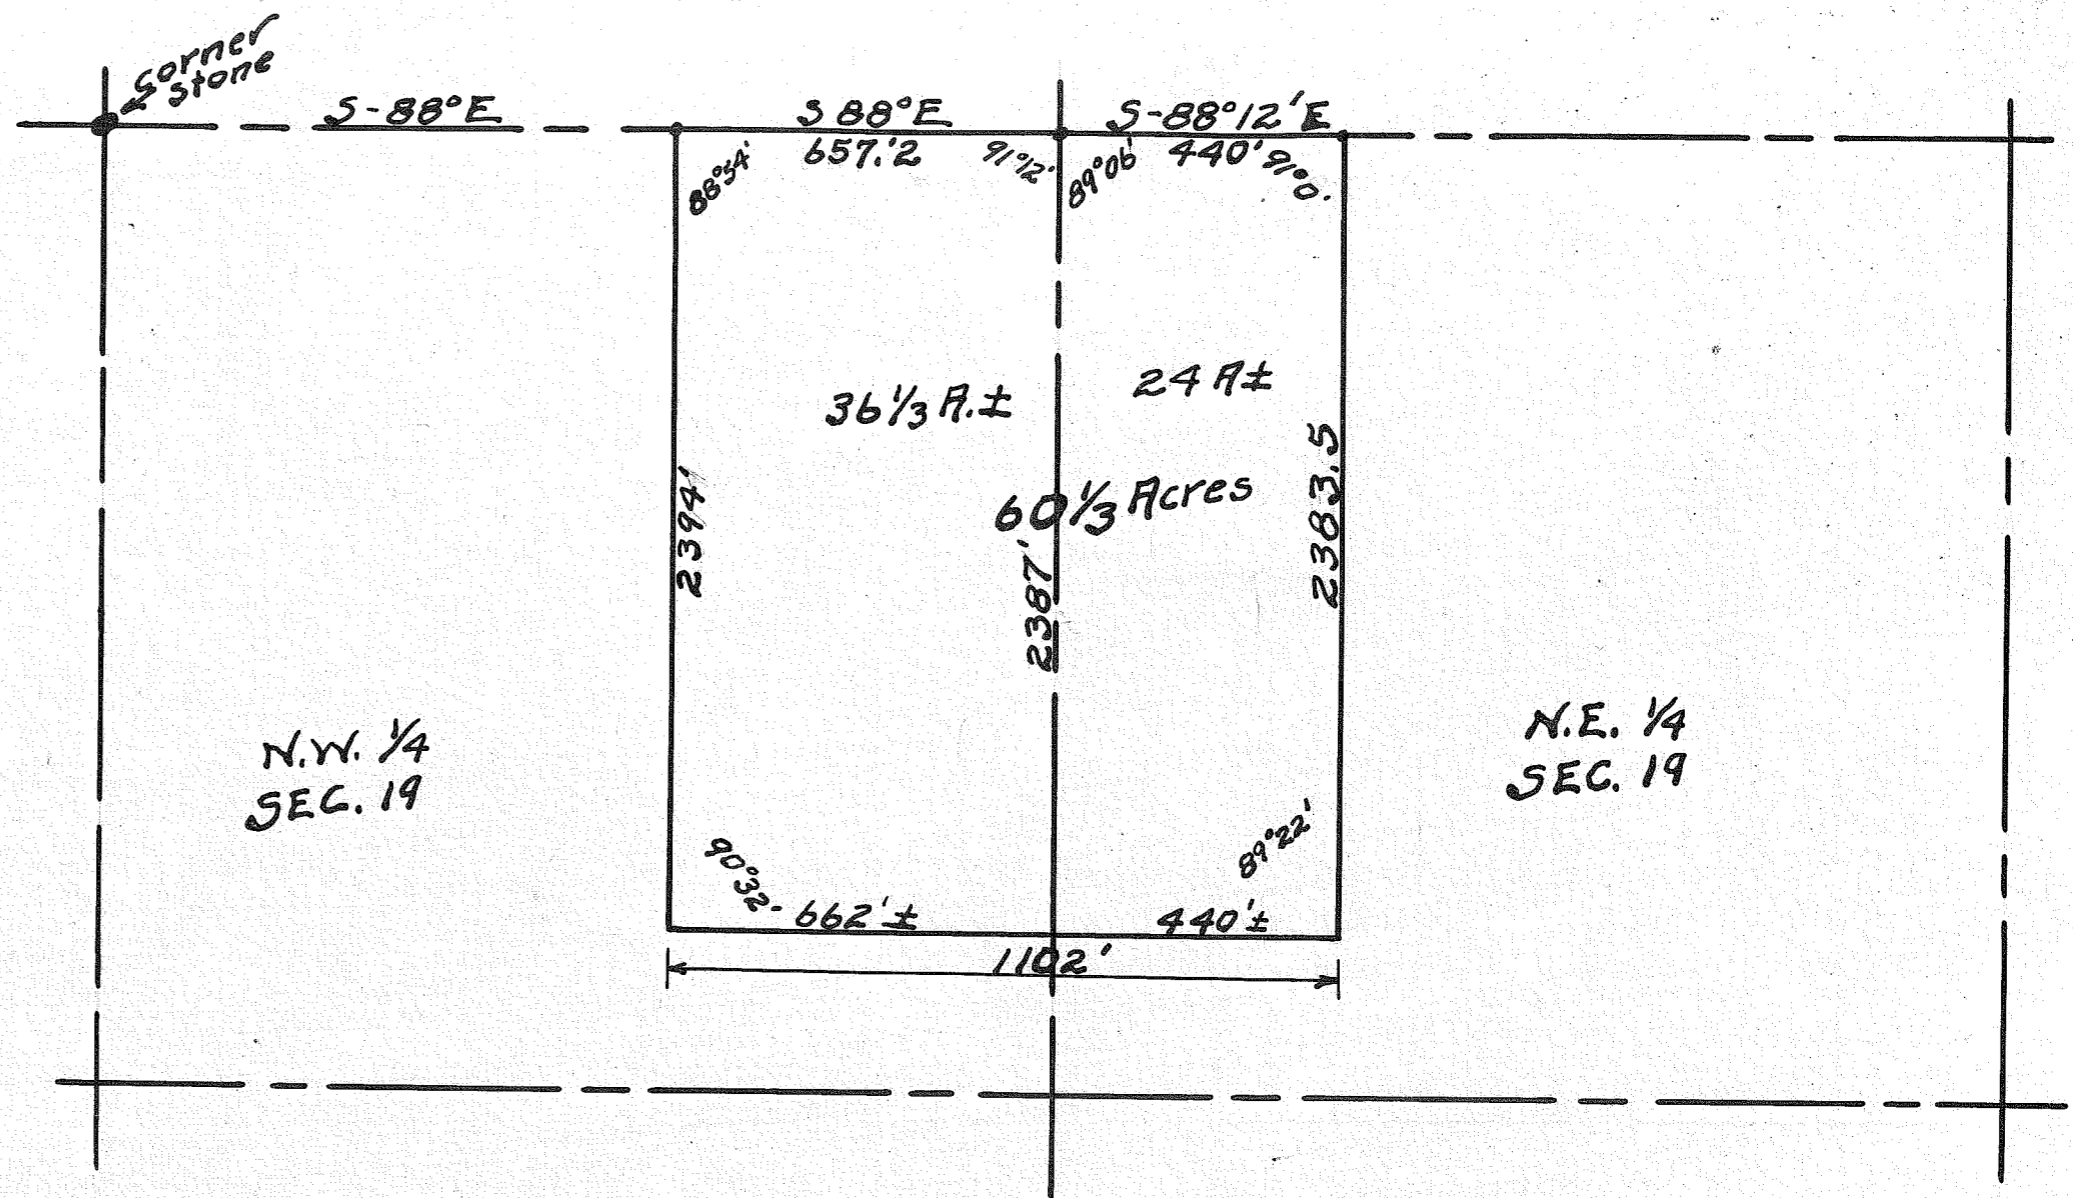 Corner
Stone
S-88°E
S 88°E
S-88°12'E
657.'2
440'
88°54'
91°12'
89°06'
91°0'
36 1/3 A.±
24 A±
60 1/3 Acres
2394'
2387'
2383.5
N.W. 1/4
SEC. 19
N.E. 1/4
SEC. 19
90°32'
89°22'
662'±
440'±
1102'